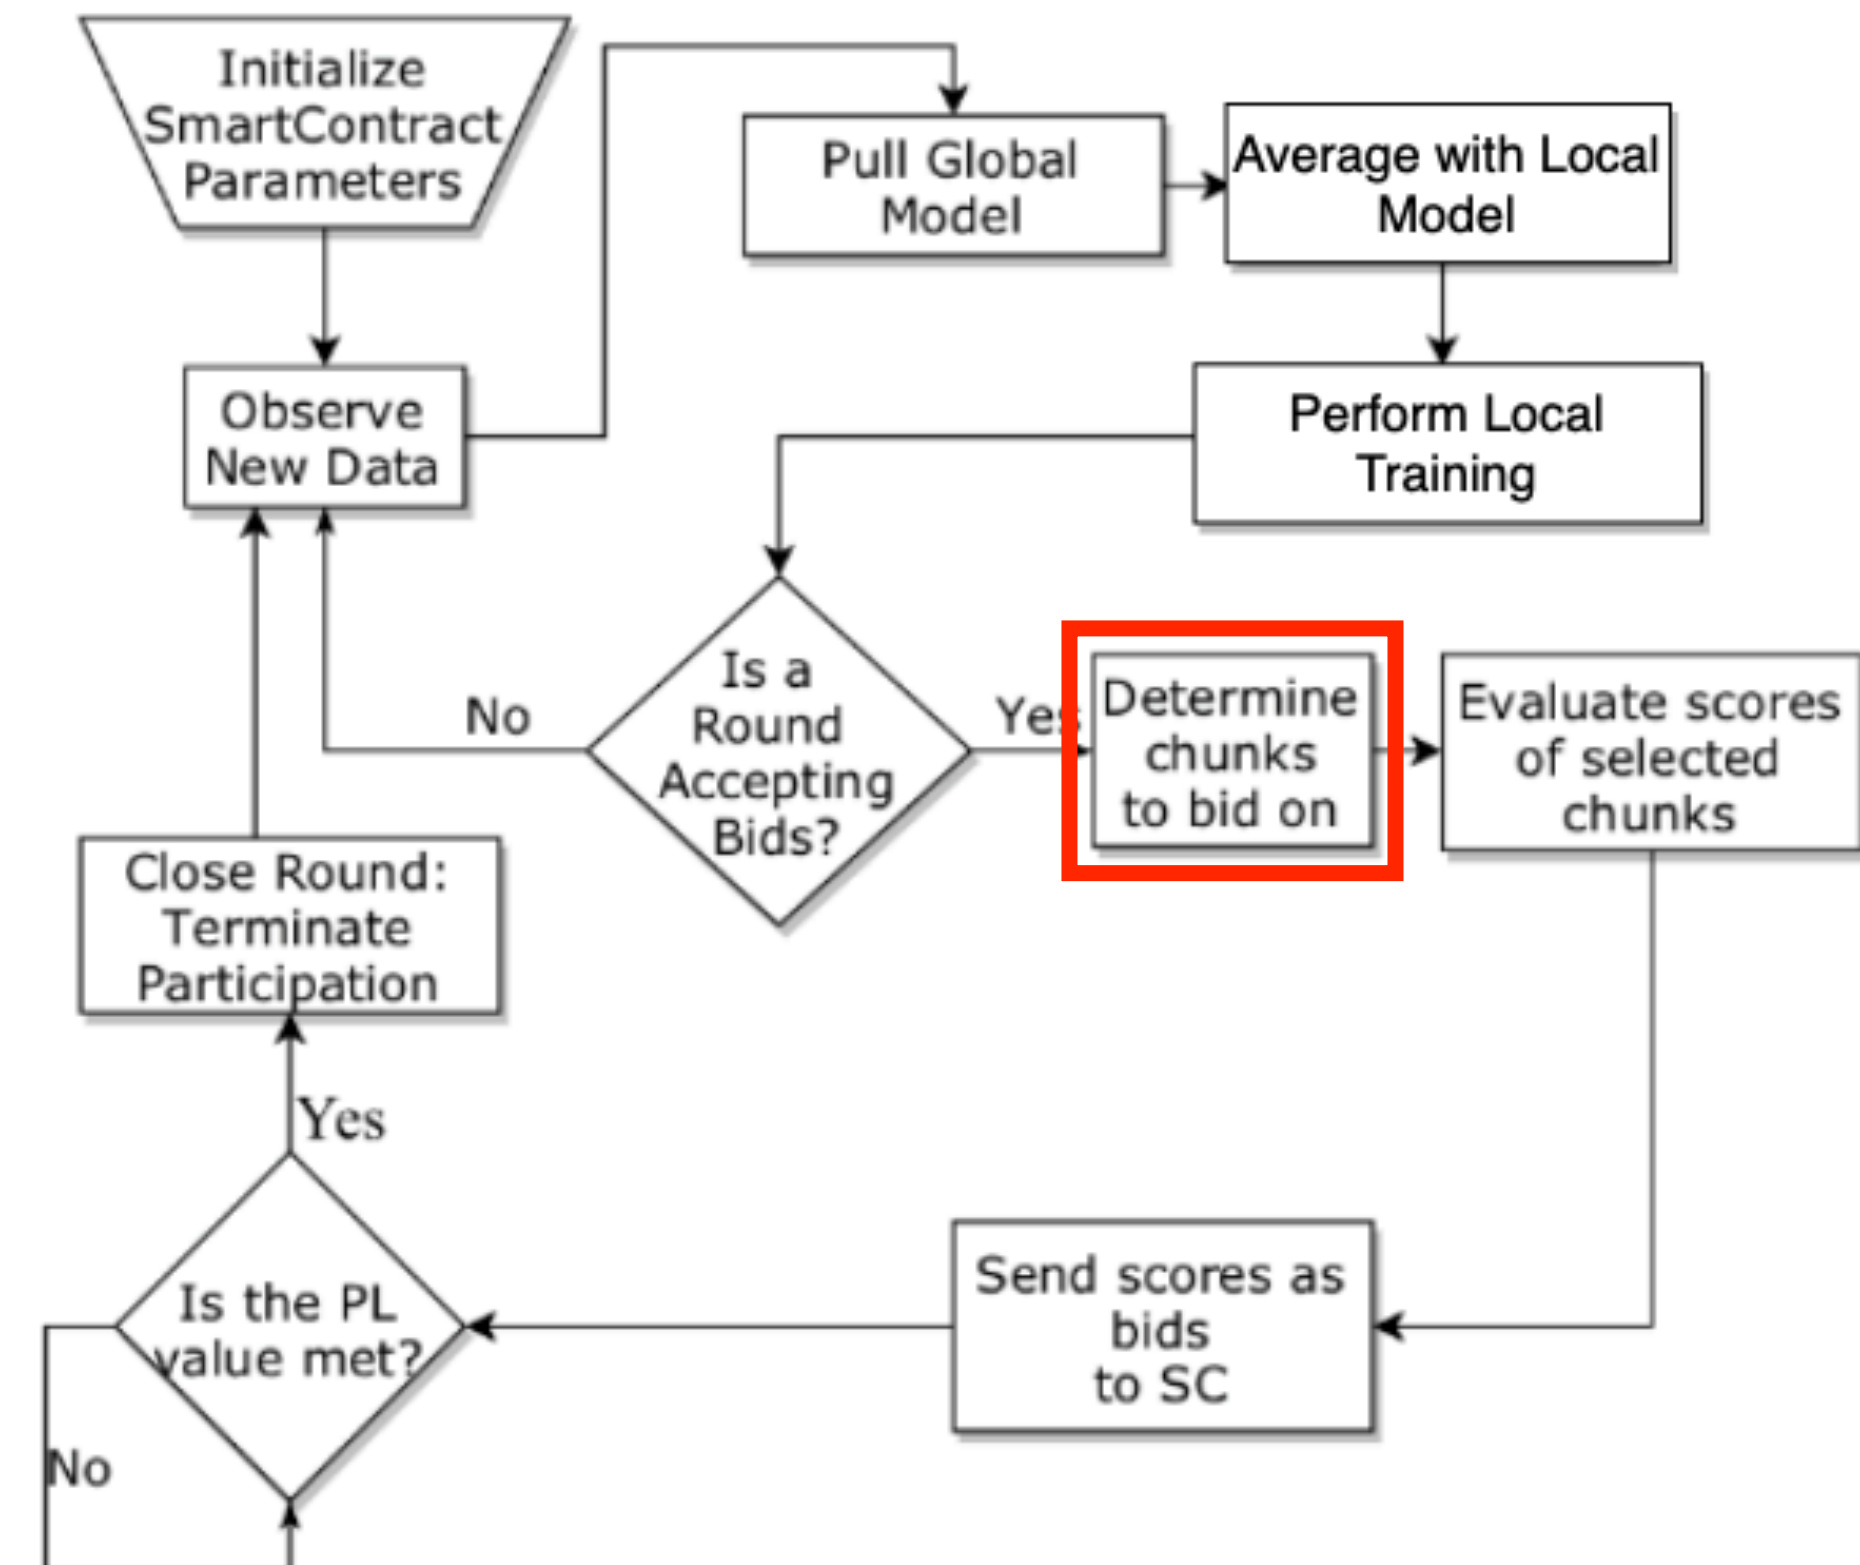 Initialize
SmartContract
Parameters
Pull Global
Model
Average with Local
Model
Observe
New Data
Perform Local
Training
Is a
Round
Accepting
Bids?
No
Yes
Determine
chunks
to bid on
Evaluate scores
of selected
chunks
Close Round:
Terminate
Participation
Yes
Is the PL
value met?
No
Send scores as
bids
to SC